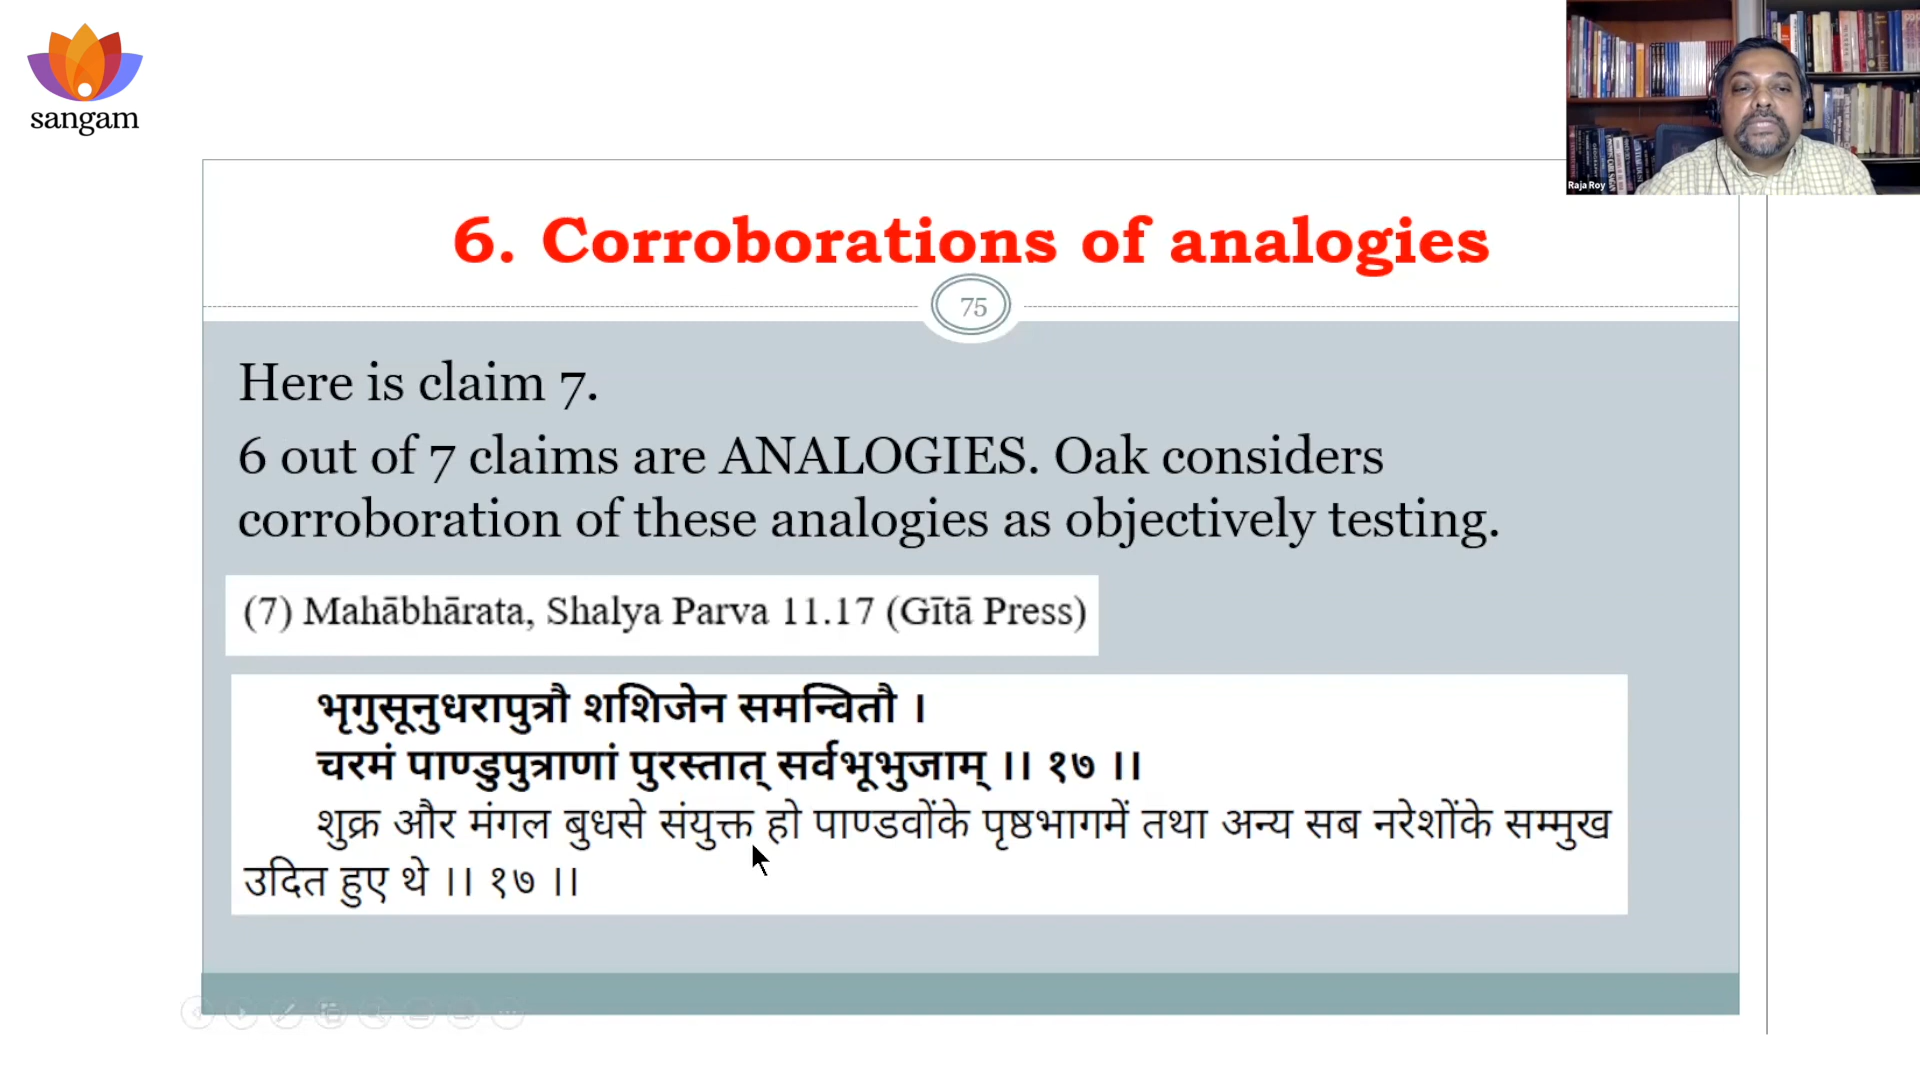 sangam
Raja Roy
6. Corroborations of analogies
75
Here is claim 7.
6 out of 7 claims are ANALOGIES. Oak considers
corroboration of these analogies as objectively testing.
(7) Mahābhārata, Shalya Parva 11.17 (Gītā Press)
भृगुसूनुधरापुत्रौ शशिजेन समन्वितौ ।
चरमं पाण्डुपुत्राणां पुरस्तात् सर्वभूभुजाम् ।। १७ ।।
शुक्र और मंगल बुधसे संयुक्त हो पाण्डवोंके पृष्ठभागमें तथा अन्य सब नरेशोंके सम्मुख
उदित हुए थे ।। १७ ।।